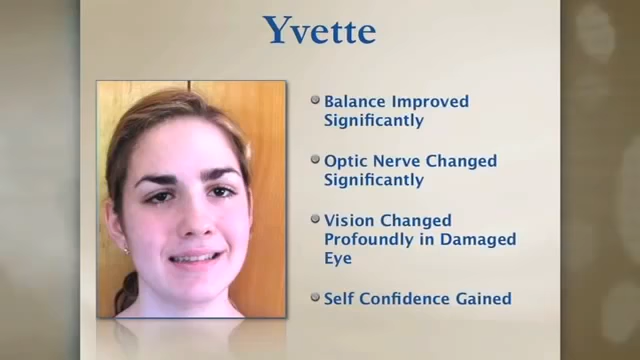 Yvette
Balance Improved
Significantly
Optic Nerve Changed
Significantly
Vision Changed
Profoundly in Damaged
Eye
Self Confidence Gained